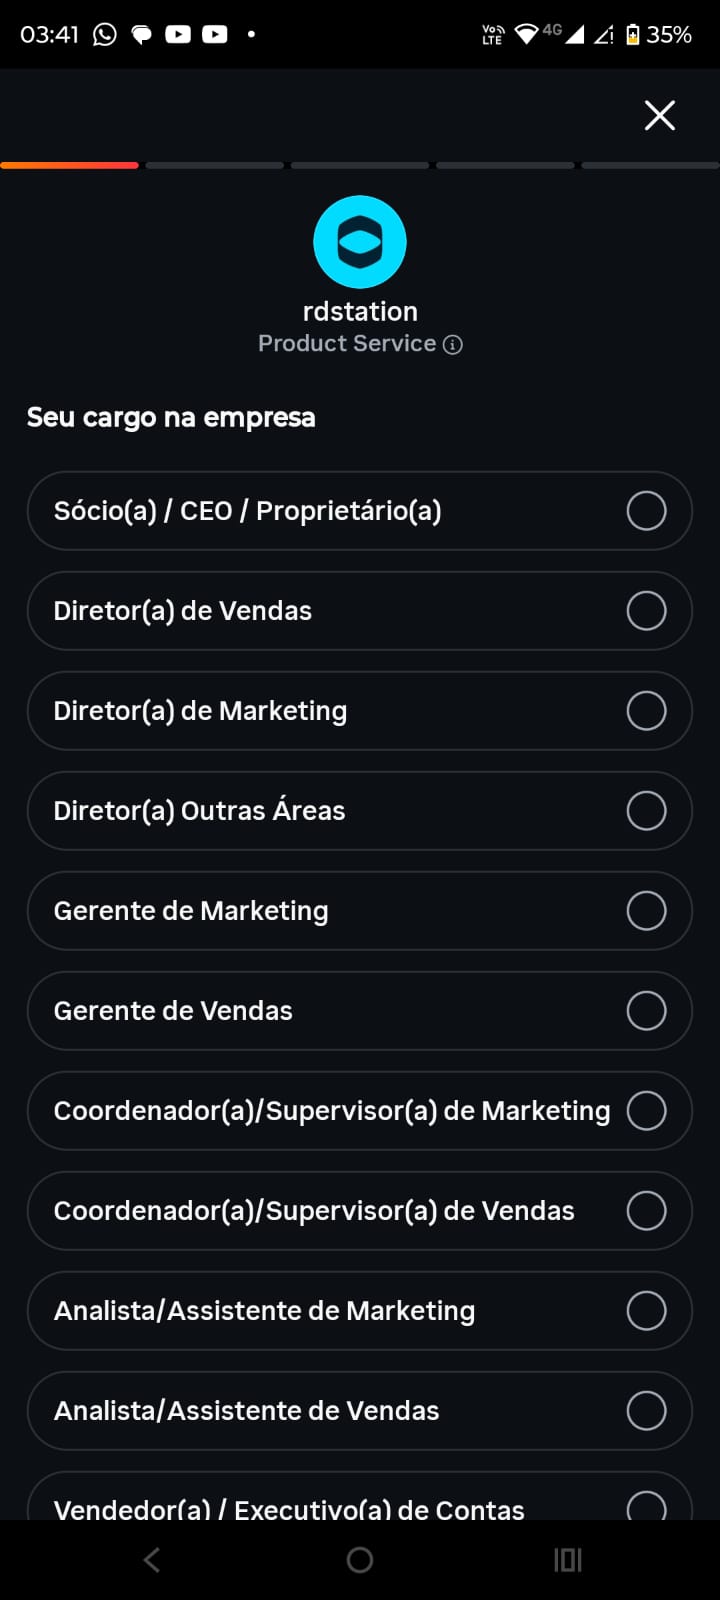 03:41
Vo LTE 4G 35%
rdstation
Product Service
Seu cargo na empresa
Sócio(a) / CEO / Proprietário(a)
Diretor(a) de Vendas
Diretor(a) de Marketing
Diretor(a) Outras Áreas
Gerente de Marketing
Gerente de Vendas
Coordenador(a)/Supervisor(a) de Marketing
Coordenador(a)/Supervisor(a) de Vendas
Analista/Assistente de Marketing
Analista/Assistente de Vendas
Vendedor(a) / Executivo(a) de Contas